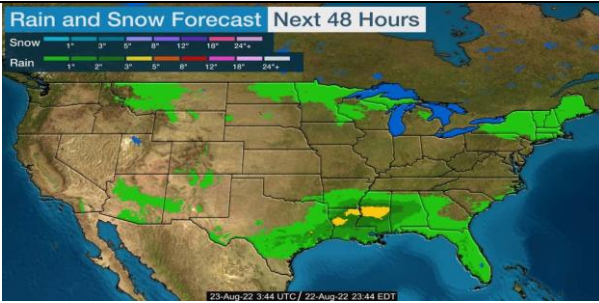 Rain and Snow Forecast Next 48 Hours
Snow 1" 3" 5" 8" 12" 18" 24"+
Rain 1" 2" 3" 5" 8" 12" 18" 24"+
23-Aug-22 3:44 UTC / 22-Aug-22 23:44 EDT